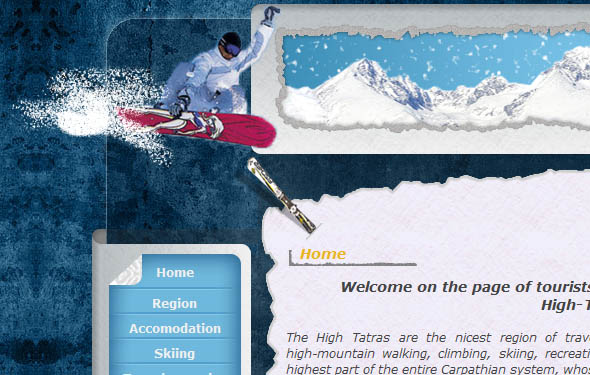 Home
Region
Accomodation
Skiing
Home
Welcome on the page of tourists
High-T
The High Tatras are the nicest region of trav
high-mountain walking, climbing, skiing, recreati
highest part of the entire Carpathian system, whos